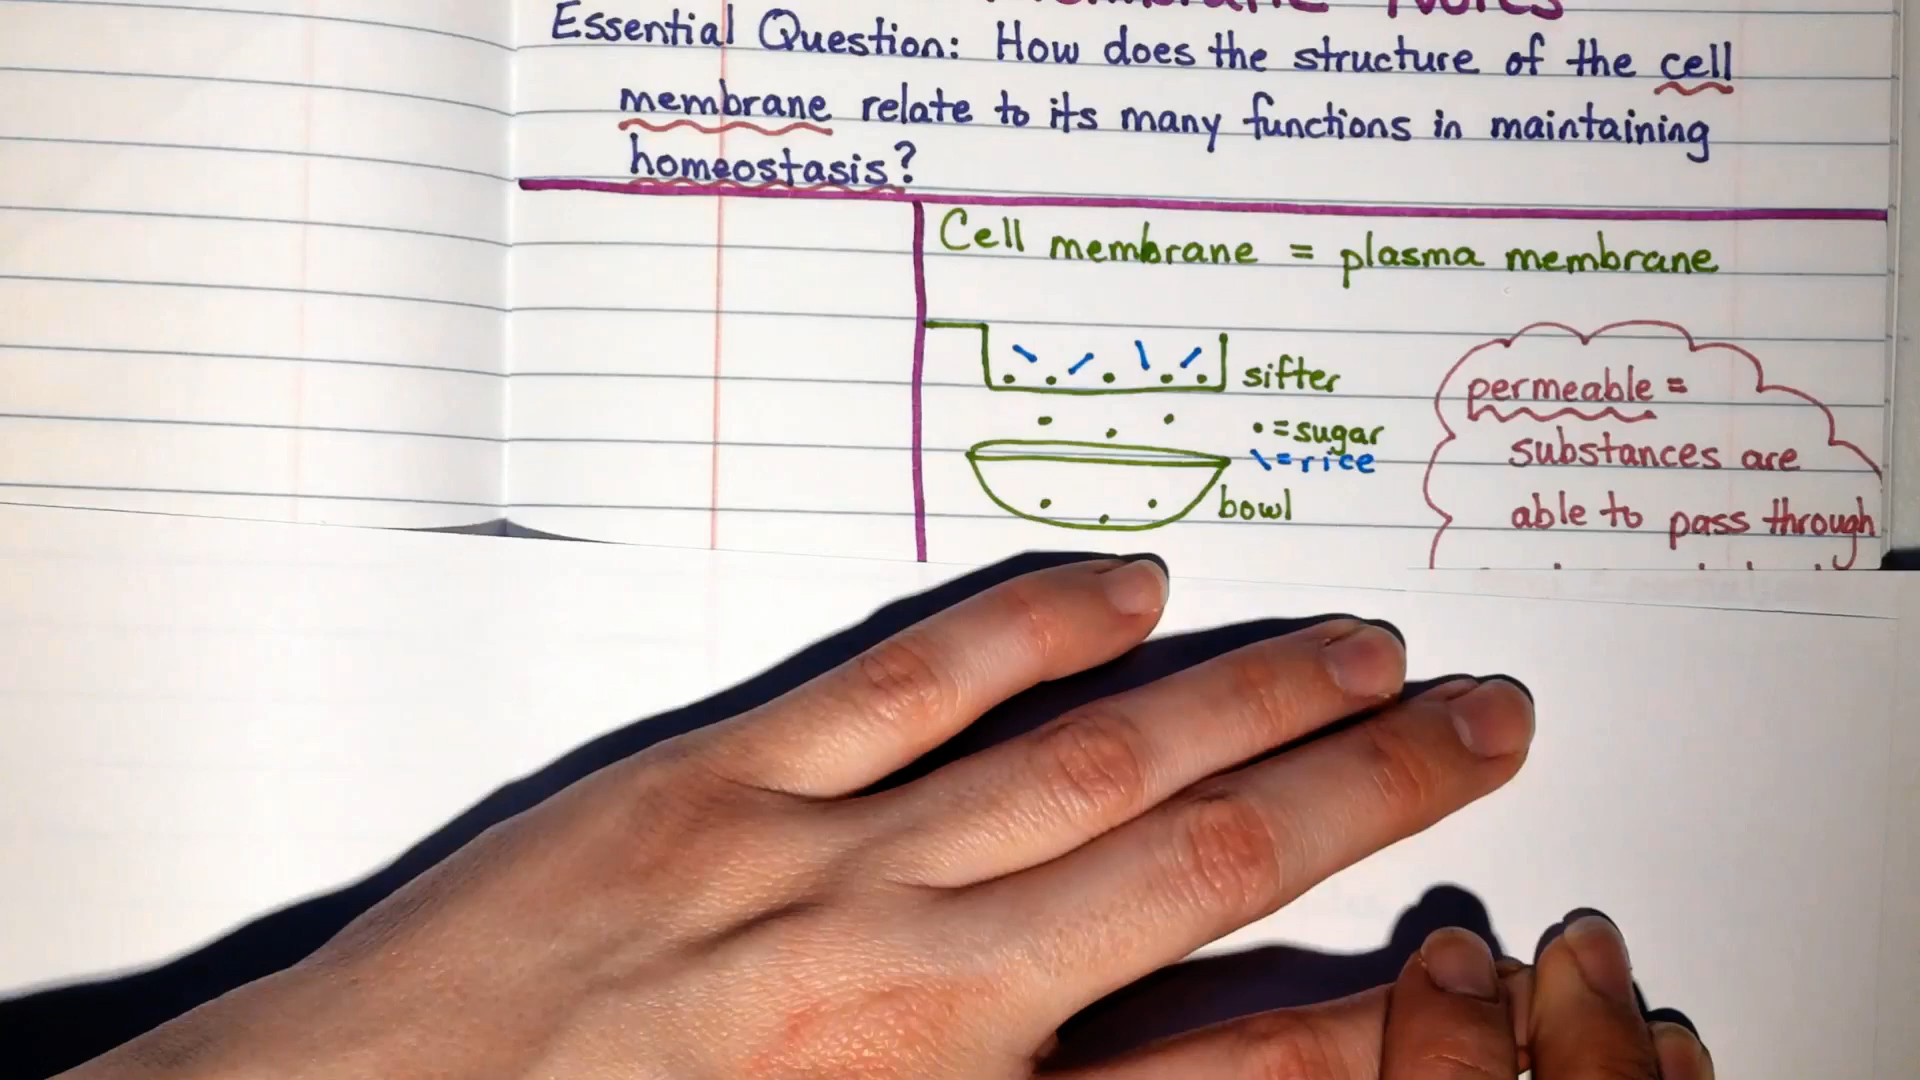 Notes
Essential Question: How does the structure of the cell
membrane relate to its many functions in maintaining
homeostasis?
Cell membrane = plasma membrane
sifter
• = sugar
\ = rice
bowl
permeable =
substances are
able to pass through